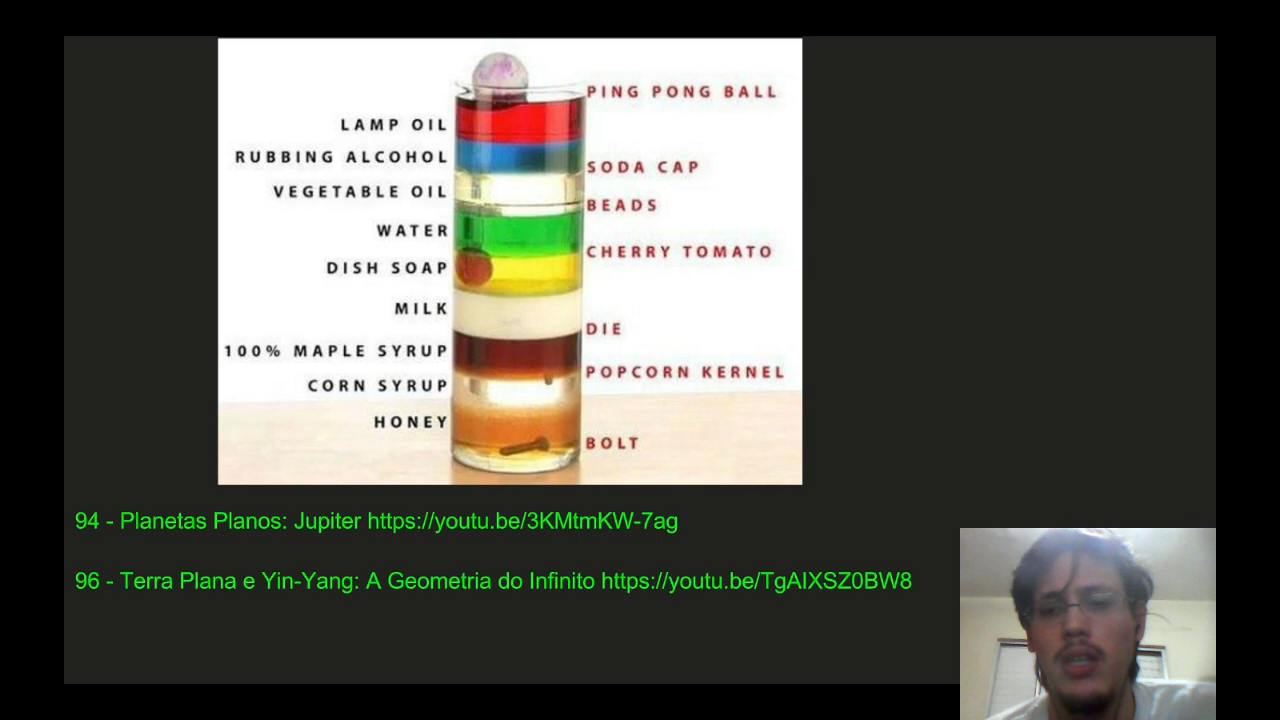 PING PONG BALL
LAMP OIL
RUBBING ALCOHOL
SODA CAP
VEGETABLE OIL
BEADS
WATER
CHERRY TOMATO
DISH SOAP
MILK
DIE
100% MAPLE SYRUP
POPCORN KERNEL
CORN SYRUP
HONEY
BOLT
94 - Planetas Planos: Jupiter https://youtu.be/3KMtmKW-7ag
96 - Terra Plana e Yin-Yang: A Geometria do Infinito https://youtu.be/TgAIXSZ0BW8